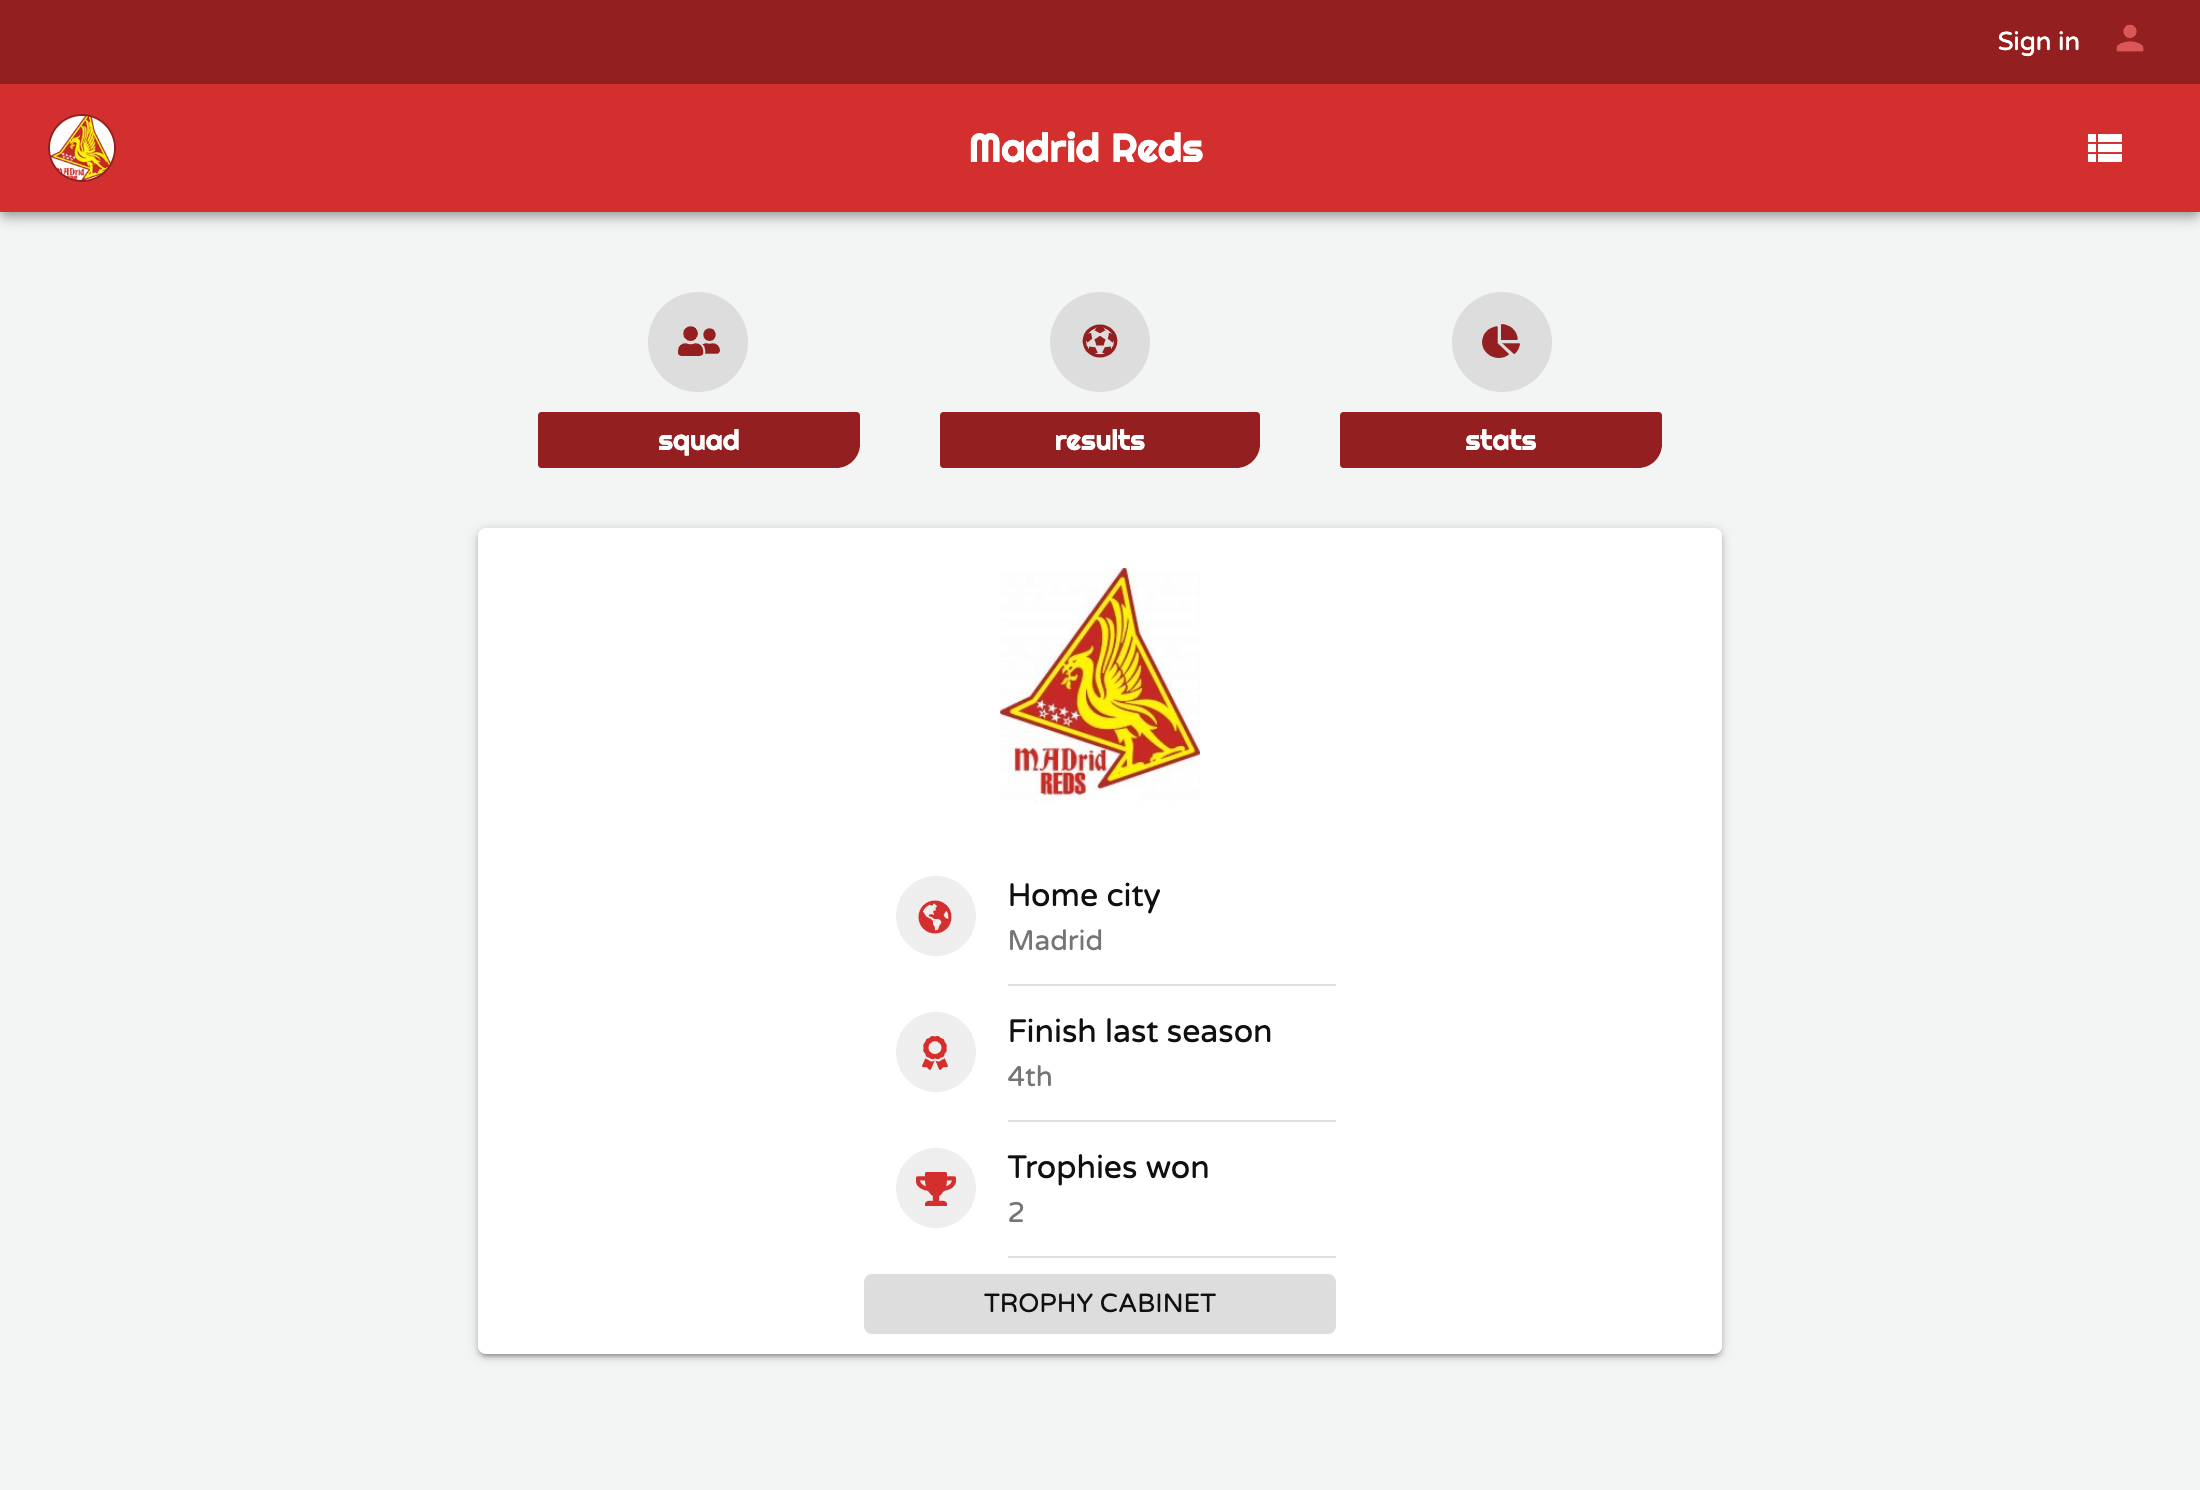 Sign in
Madrid Reds
squad
results
stats
MADrid
REDS
Home city
Madrid
Finish last season
4th
Trophies won
2
TROPHY CABINET